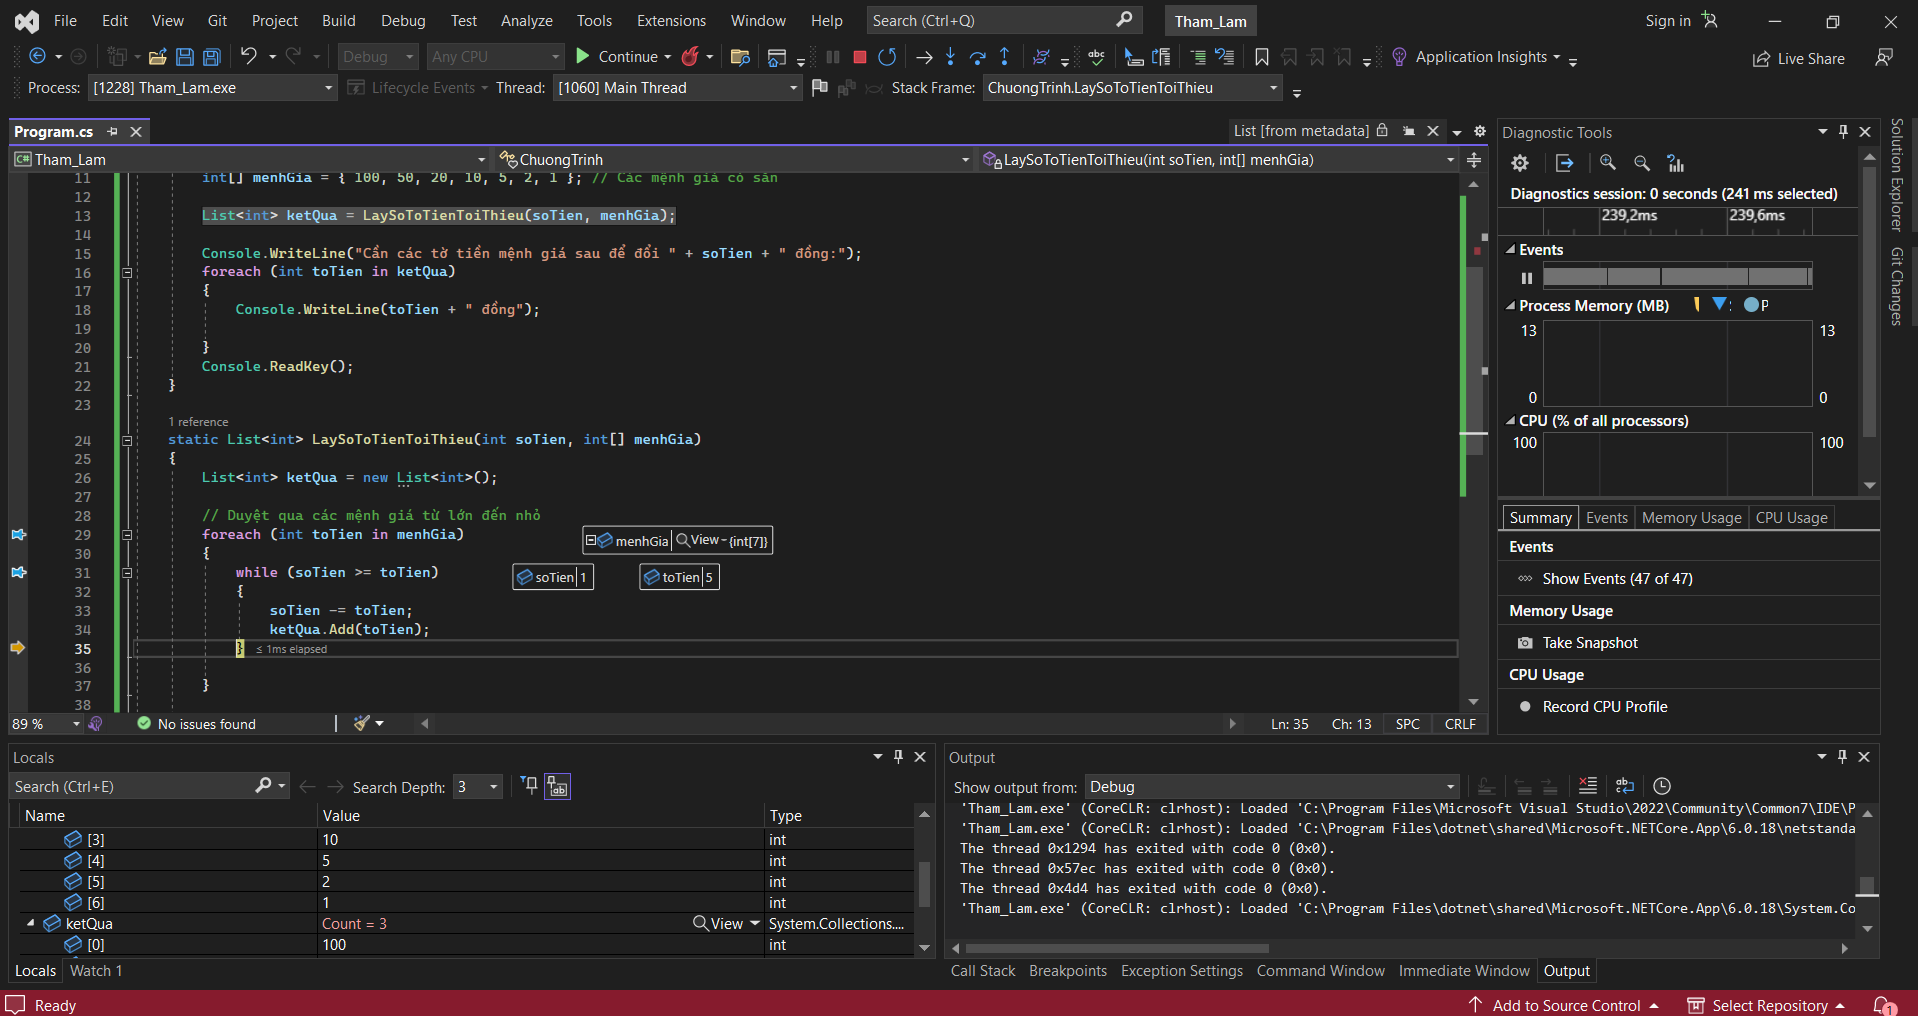 File Edit View Git Project Build Debug Test Analyze Tools Extensions Window Help Search (Ctrl+Q) Tham_Lam Sign in
Debug Any CPU Continue Application Insights Live Share
Process: [1228] Tham_Lam.exe Lifecycle Events Thread: [1060] Main Thread Stack Frame: ChuongTrinh.LaySoToTienToiThieu
Program.cs List [from metadata]
C# Tham_Lam ChuongTrinh LaySoToTienToiThieu(int soTien, int[] menhGia)
11 int[] menhGia = { 100, 50, 20, 10, 5, 2, 1 }; // Các mệnh giá có sẵn
12
13 List<int> ketQua = LaySoToTienToiThieu(soTien, menhGia);
14
15 Console.WriteLine("Cần các tờ tiền mệnh giá sau để đổi " + soTien + " đồng:");
16 foreach (int toTien in ketQua)
17 {
18 Console.WriteLine(toTien + " đồng");
19
20 }
21 Console.ReadKey();
22 }
23
1 reference
24 static List<int> LaySoToTienToiThieu(int soTien, int[] menhGia)
25 {
26 List<int> ketQua = new List<int>();
27
28 // Duyệt qua các mệnh giá từ lớn đến nhỏ
29 foreach (int toTien in menhGia) menhGia View {int[7]}
30 {
31 while (soTien >= toTien) soTien 1 toTien 5
32 {
33 soTien -= toTien;
34 ketQua.Add(toTien);
35 } ≤ 1ms elapsed
36
37 }
38
89 % No issues found Ln: 35 Ch: 13 SPC CRLF
Diagnostic Tools
Diagnostics session: 0 seconds (241 ms selected)
239,2ms 239,6ms
Events
Process Memory (MB) P
13 13
0 0
CPU (% of all processors)
100 100
Summary Events Memory Usage CPU Usage
Events
Show Events (47 of 47)
Memory Usage
Take Snapshot
CPU Usage
Record CPU Profile
Solution Explorer
Git Changes
Locals
Search (Ctrl+E) Search Depth: 3
Name Value Type
[3] 10 int
[4] 5 int
[5] 2 int
[6] 1 int
ketQua Count = 3 View System.Collections....
[0] 100 int
Locals Watch 1
Output
Show output from: Debug
'Tham_Lam.exe' (CoreCLR: clrhost): Loaded 'C:\Program Files\Microsoft Visual Studio\2022\Community\Common7\IDE\P
'Tham_Lam.exe' (CoreCLR: clrhost): Loaded 'C:\Program Files\dotnet\shared\Microsoft.NETCore.App\6.0.18\netstanda
The thread 0x1294 has exited with code 0 (0x0).
The thread 0x57ec has exited with code 0 (0x0).
The thread 0x4d4 has exited with code 0 (0x0).
'Tham_Lam.exe' (CoreCLR: clrhost): Loaded 'C:\Program Files\dotnet\shared\Microsoft.NETCore.App\6.0.18\System.Co
Call Stack Breakpoints Exception Settings Command Window Immediate Window Output
Ready Add to Source Control Select Repository 1